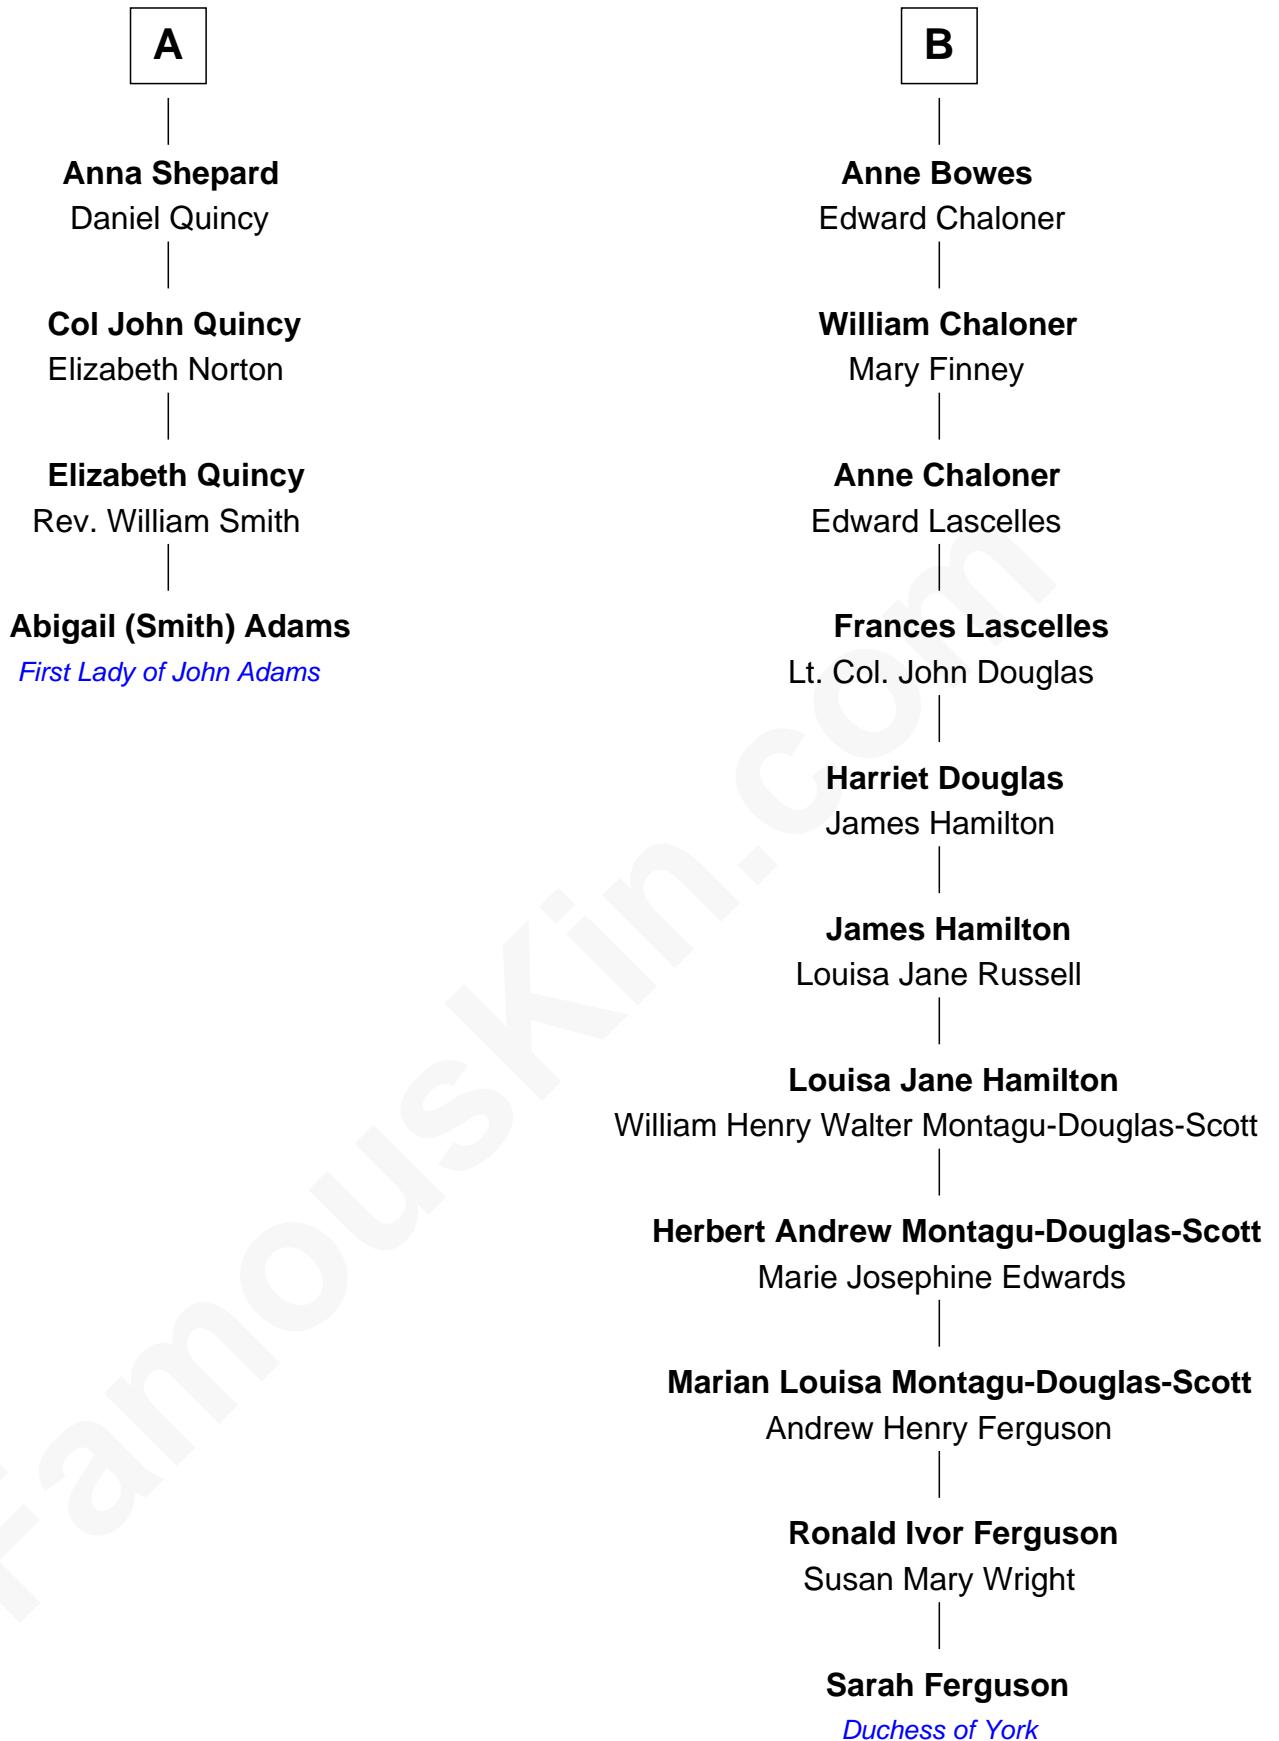 A
Anna Shepard
Daniel Quincy
Col John Quincy
Elizabeth Norton
Elizabeth Quincy
Rev. William Smith
Abigail (Smith) Adams
First Lady of John Adams
B
Anne Bowes
Edward Chaloner
William Chaloner
Mary Finney
Anne Chaloner
Edward Lascelles
Frances Lascelles
Lt. Col. John Douglas
Harriet Douglas
James Hamilton
James Hamilton
Louisa Jane Russell
Louisa Jane Hamilton
William Henry Walter Montagu-Douglas-Scott
Herbert Andrew Montagu-Douglas-Scott
Marie Josephine Edwards
Marian Louisa Montagu-Douglas-Scott
Andrew Henry Ferguson
Ronald Ivor Ferguson
Susan Mary Wright
Sarah Ferguson
Duchess of York
FamousKin.com